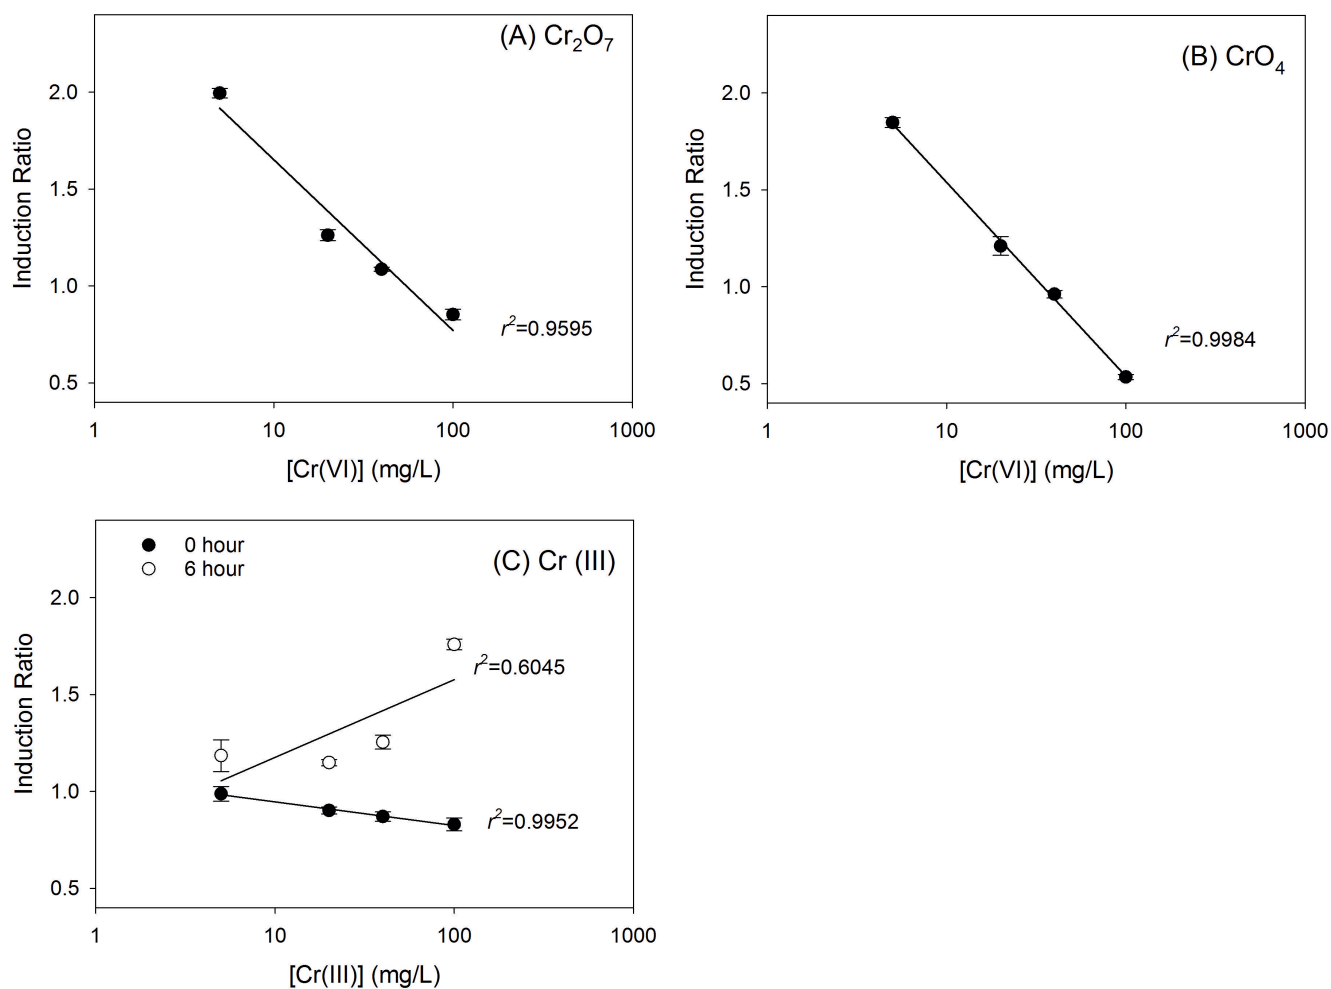 (A) Cr2O7
2.0
1.5
1.0
0.5
Induction Ratio
r2=0.9595
1 10 100 1000
[Cr(VI)] (mg/L)
(B) CrO4
2.0
1.5
1.0
0.5
Induction Ratio
r2=0.9984
1 10 100 1000
[Cr(VI)] (mg/L)
0 hour
6 hour
(C) Cr (III)
2.0
1.5
1.0
0.5
Induction Ratio
r2=0.6045
r2=0.9952
1 10 100 1000
[Cr(III)] (mg/L)